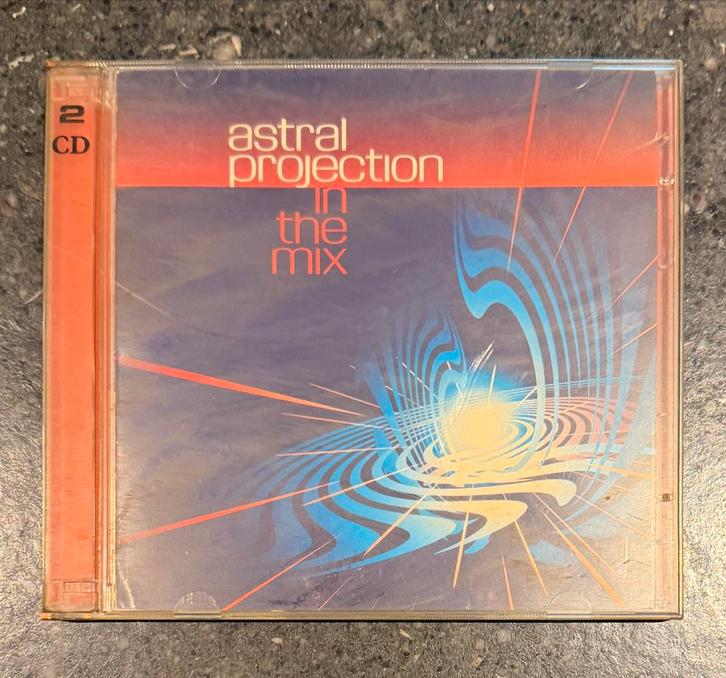 2
CD
astral
projection
in
the
mix